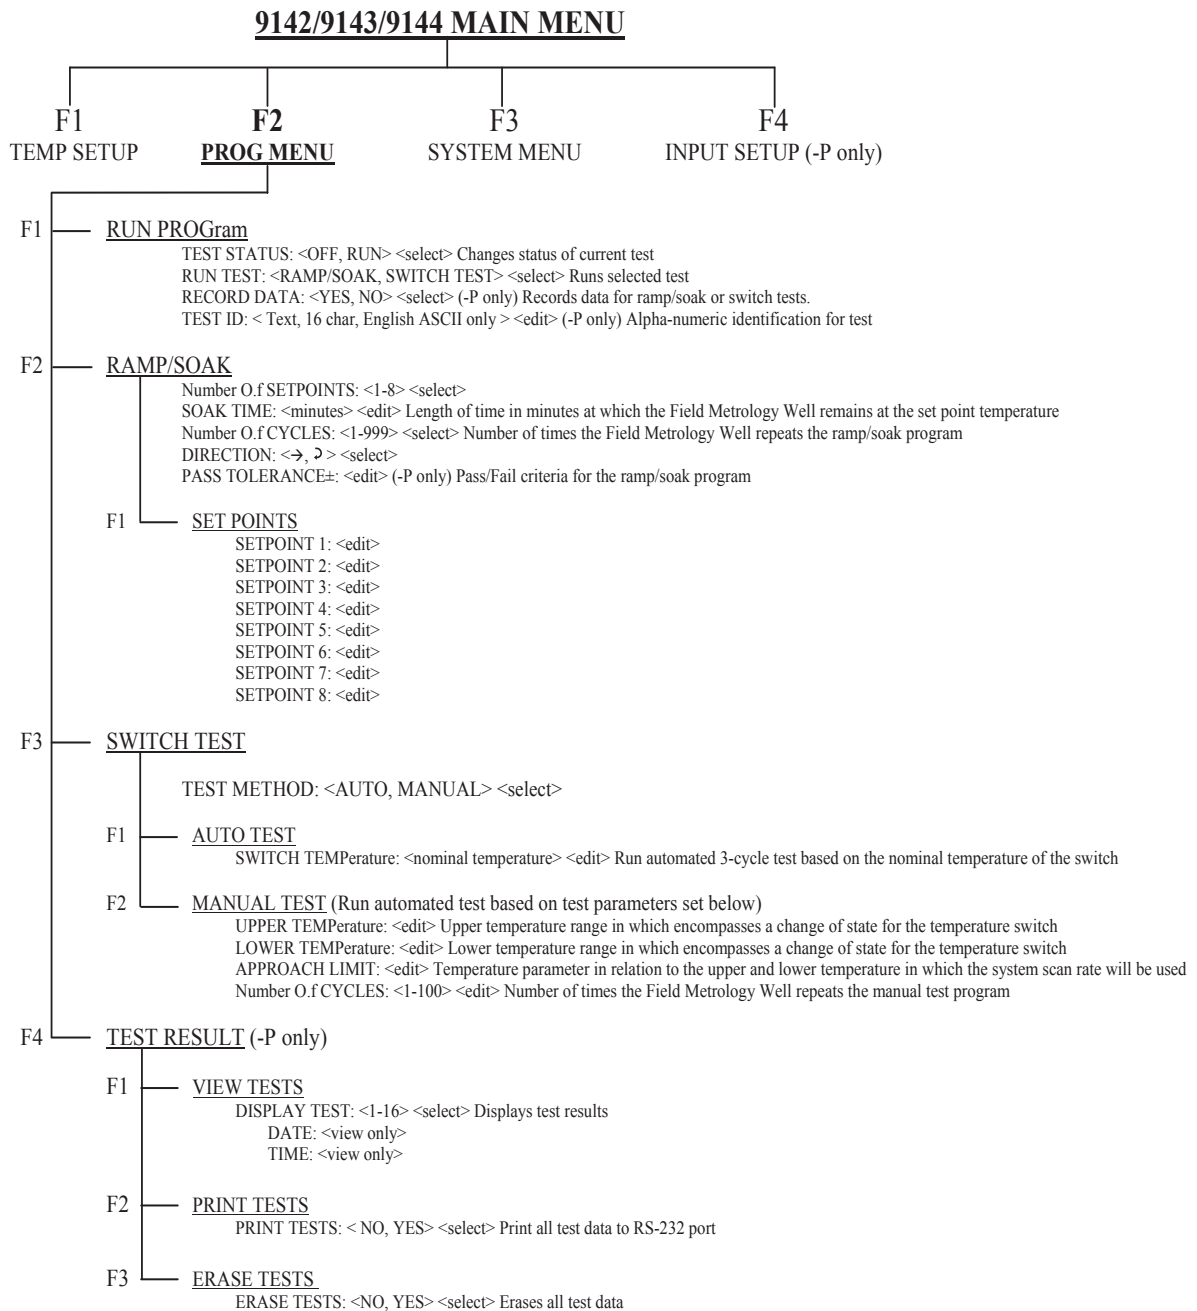 9142/9143/9144 MAIN MENU
F1 F2 F3 F4
TEMP SETUP PROG MENU SYSTEM MENU INPUT SETUP (-P only)
F1 RUN PROGram
TEST STATUS: <OFF, RUN> <select> Changes status of current test
RUN TEST: <RAMP/SOAK, SWITCH TEST> <select> Runs selected test
RECORD DATA: <YES, NO> <select> (-P only) Records data for ramp/soak or switch tests.
TEST ID: < Text, 16 char, English ASCII only > <edit> (-P only) Alpha-numeric identification for test
F2 RAMP/SOAK
Number O.f SETPOINTS: <1-8> <select>
SOAK TIME: <minutes> <edit> Length of time in minutes at which the Field Metrology Well remains at the set point temperature
Number O.f CYCLES: <1-999> <select> Number of times the Field Metrology Well repeats the ramp/soak program
DIRECTION: <→, ⤸> <select>
PASS TOLERANCE±: <edit> (-P only) Pass/Fail criteria for the ramp/soak program
F1 SET POINTS
SETPOINT 1: <edit>
SETPOINT 2: <edit>
SETPOINT 3: <edit>
SETPOINT 4: <edit>
SETPOINT 5: <edit>
SETPOINT 6: <edit>
SETPOINT 7: <edit>
SETPOINT 8: <edit>
F3 SWITCH TEST
TEST METHOD: <AUTO, MANUAL> <select>
F1 AUTO TEST
SWITCH TEMPerature: <nominal temperature> <edit> Run automated 3-cycle test based on the nominal temperature of the switch
F2 MANUAL TEST (Run automated test based on test parameters set below)
UPPER TEMPerature: <edit> Upper temperature range in which encompasses a change of state for the temperature switch
LOWER TEMPerature: <edit> Lower temperature range in which encompasses a change of state for the temperature switch
APPROACH LIMIT: <edit> Temperature parameter in relation to the upper and lower temperature in which the system scan rate will be used
Number O.f CYCLES: <1-100> <edit> Number of times the Field Metrology Well repeats the manual test program
F4 TEST RESULT (-P only)
F1 VIEW TESTS
DISPLAY TEST: <1-16> <select> Displays test results
DATE: <view only>
TIME: <view only>
F2 PRINT TESTS
PRINT TESTS: < NO, YES> <select> Print all test data to RS-232 port
F3 ERASE TESTS
ERASE TESTS: <NO, YES> <select> Erases all test data